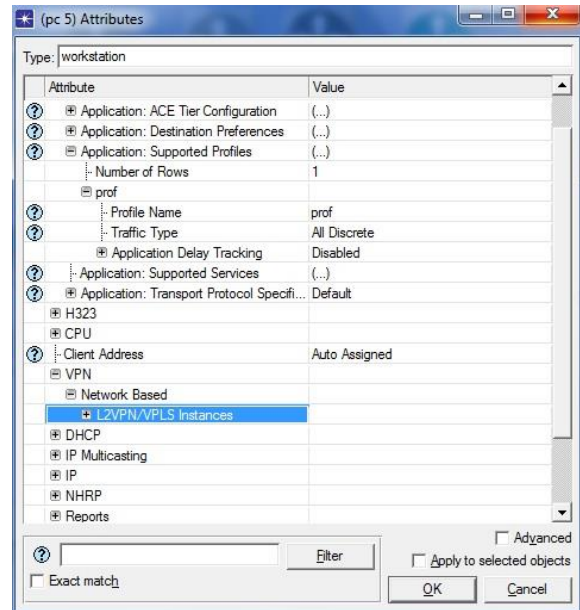 (pc 5) Attributes
Type: workstation
Attribute Value
Application: ACE Tier Configuration (...)
Application: Destination Preferences (...)
Application: Supported Profiles (...)
Number of Rows 1
prof
Profile Name prof
Traffic Type All Discrete
Application Delay Tracking Disabled
Application: Supported Services (...)
Application: Transport Protocol Specifi... Default
H323
CPU
Client Address Auto Assigned
VPN
Network Based
L2VPN/VPLS Instances
DHCP
IP Multicasting
IP
NHRP
Reports
Advanced
Filter
Apply to selected objects
Exact match
OK Cancel